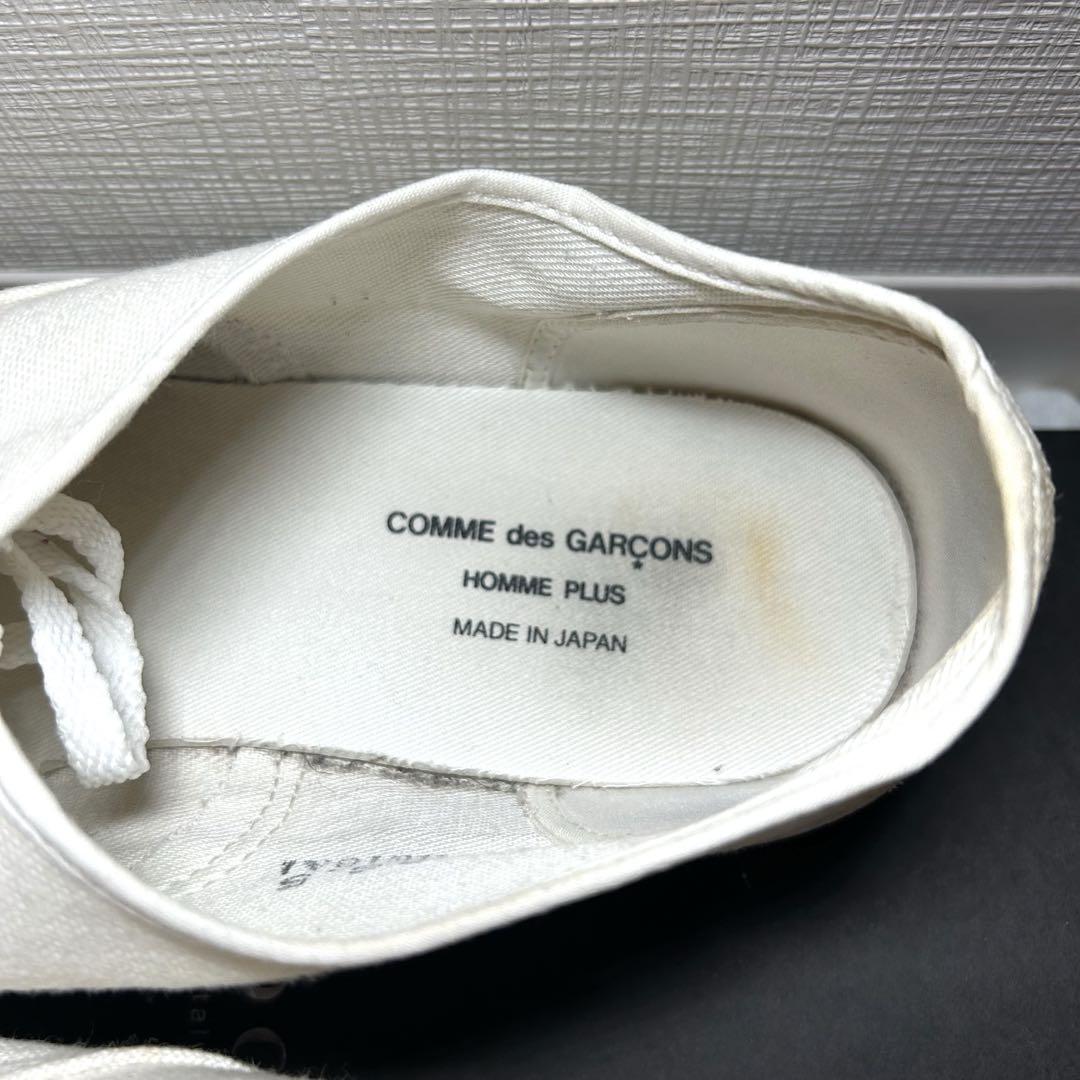 COMME des GARÇONS
*
HOMME PLUS
MADE IN JAPAN